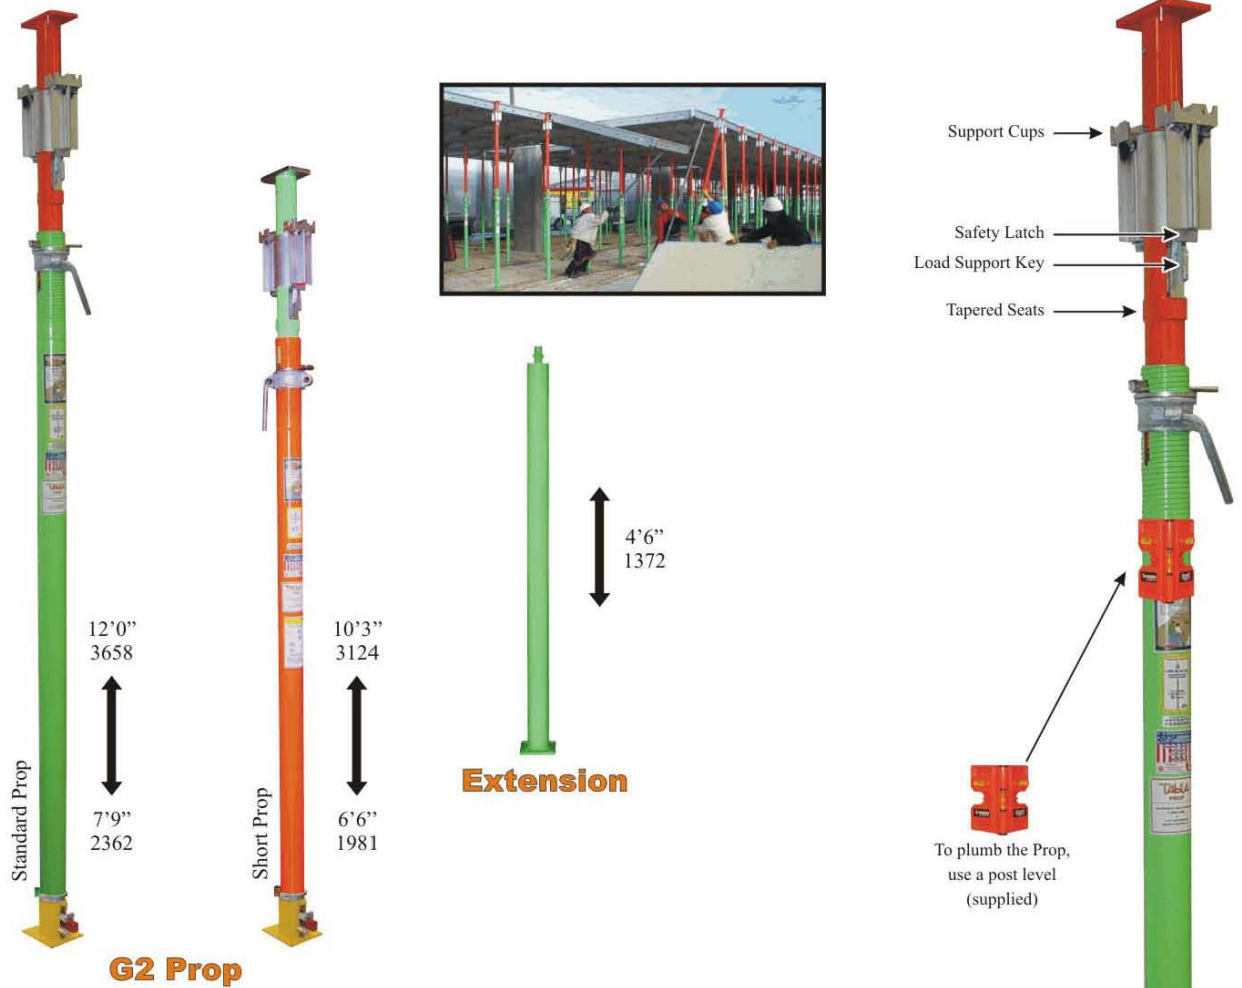 Support Cups
Safety Latch
Load Support Key
Tapered Seats
4’6”
1372
12’0”
3658
7’9”
2362
Standard Prop
10’3”
3124
6’6”
1981
Short Prop
Extension
G2 Prop
To plumb the Prop,
use a post level
(supplied)
TABLA
PROP